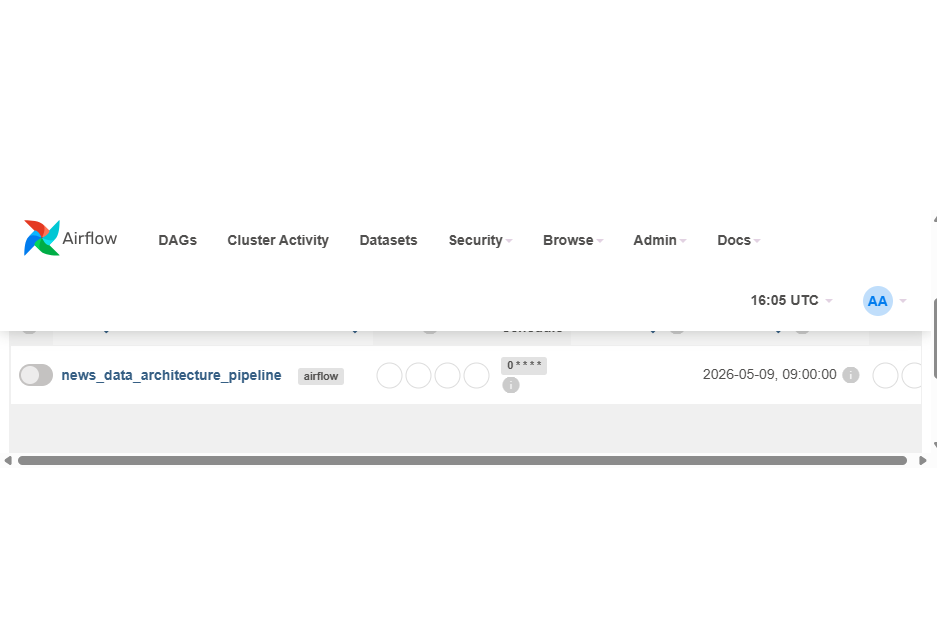 Airflow DAGs Cluster Activity Datasets Security Browse Admin Docs
16:05 UTC AA
news_data_architecture_pipeline airflow 0 * * * * 2026-05-09, 09:00:00